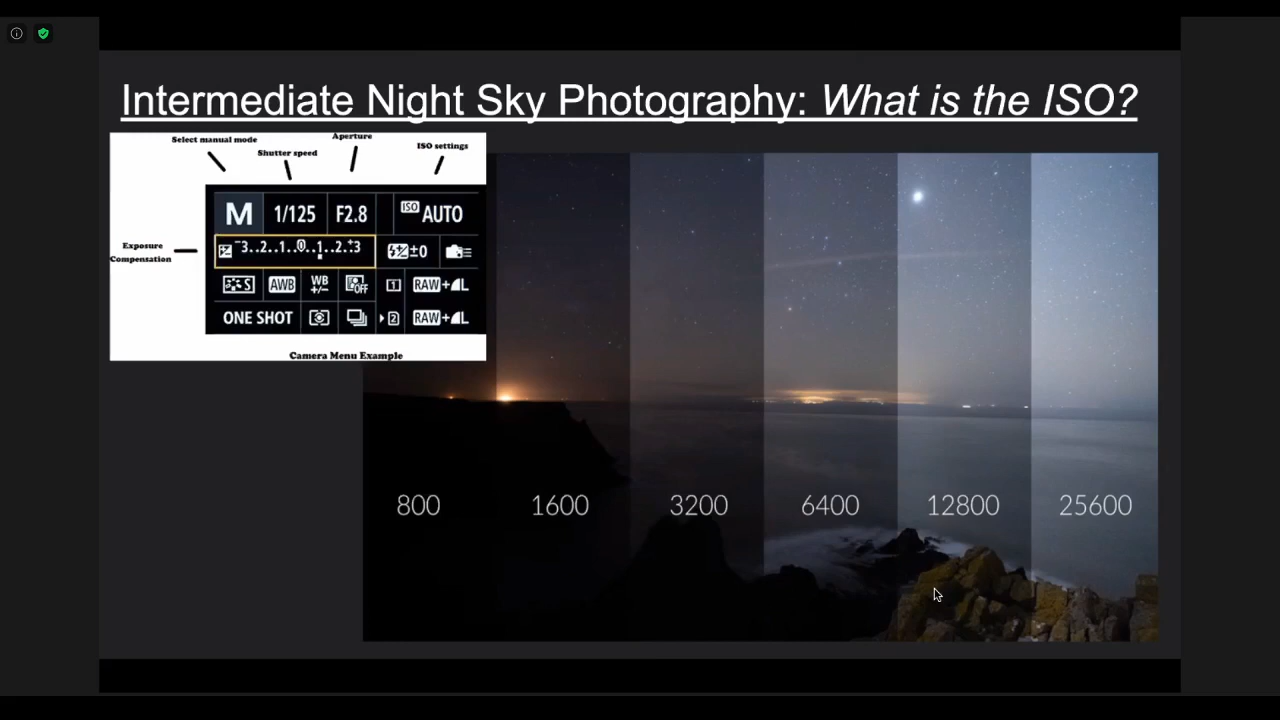 Intermediate Night Sky Photography: What is the ISO?
Select manual mode
Shutter speed
Aperture
ISO settings
M 1/125 F2.8 ISO AUTO
Exposure
Compensation
-3..2..1..0..1..2..+3
±0
S AWB WB +/- OFF 1 RAW+L
ONE SHOT 2 RAW+L
Camera Menu Example
800 1600 3200 6400 12800 25600